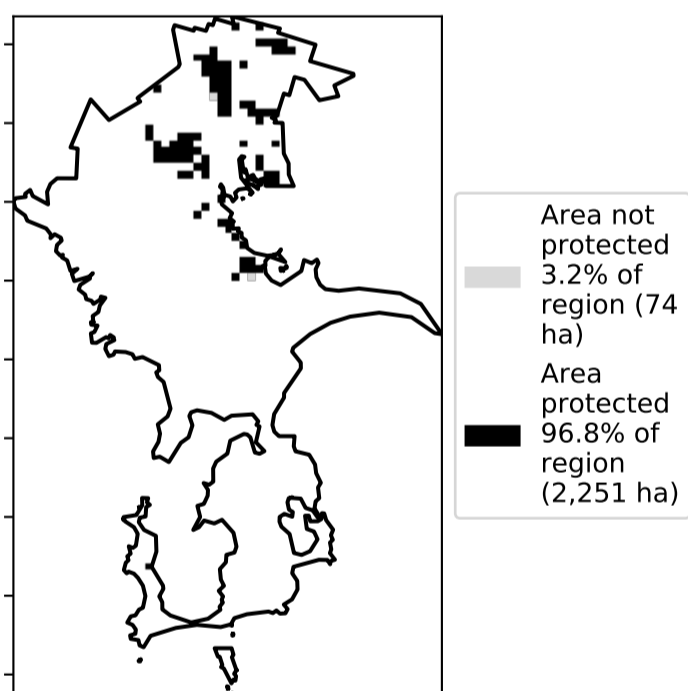 Area not
protected
3.2% of
region (74
ha)
Area
protected
96.8% of
region
(2,251 ha)